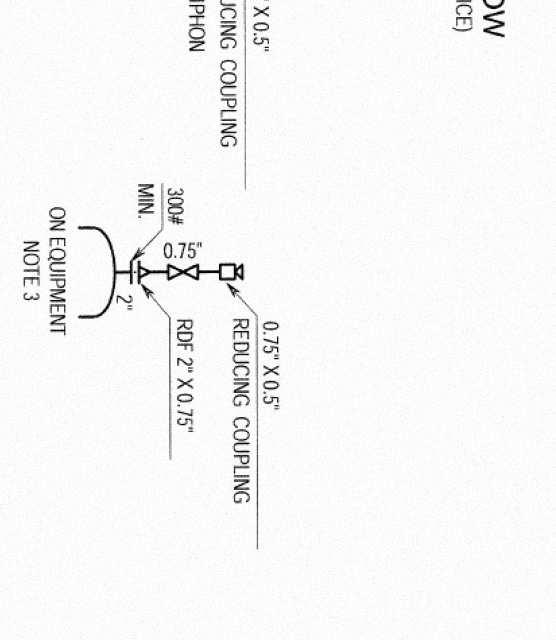 OW
ICE)
" X 0.5"
UCING COUPLING
IPHON
0.75" X 0.5"
REDUCING COUPLING
RDF 2" X 0.75"
0.75"
300#
MIN.
2"
ON EQUIPMENT
NOTE 3